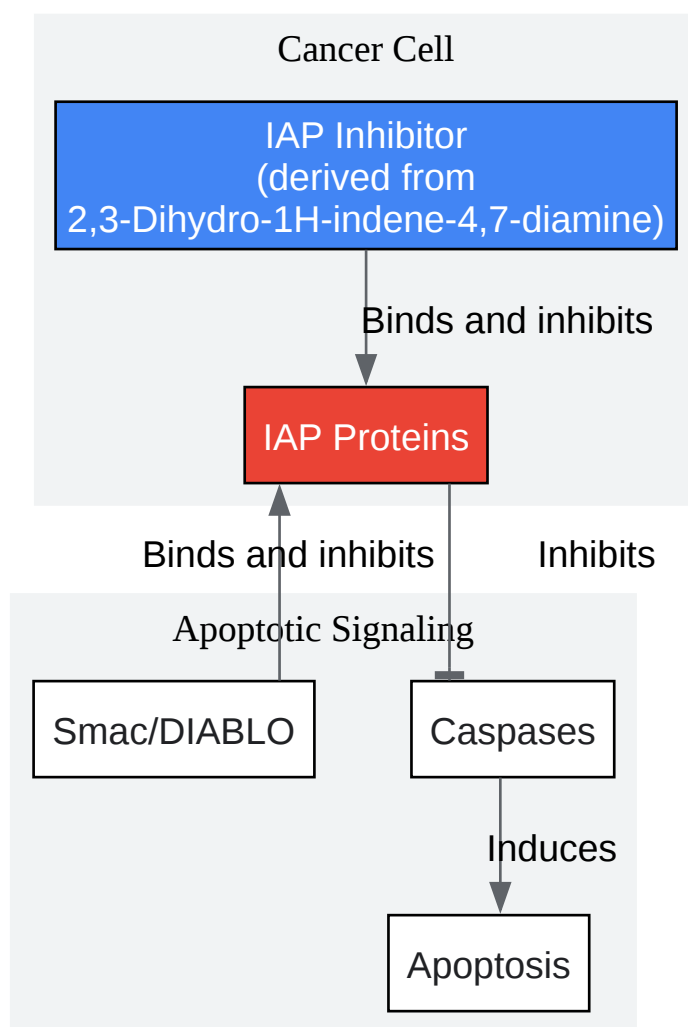 Cancer Cell
IAP Inhibitor
(derived from
2,3-Dihydro-1H-indene-4,7-diamine)
Binds and inhibits
IAP Proteins
Binds and inhibits
Inhibits
Apoptotic Signaling
Smac/DIABLO
Caspases
Induces
Apoptosis